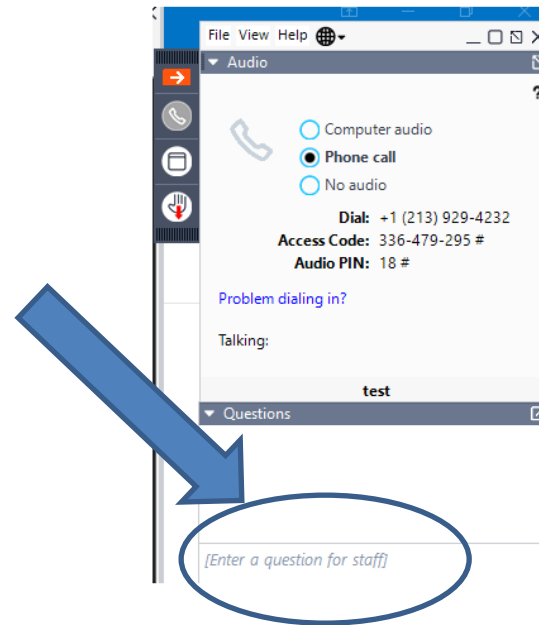 File View Help
Audio
?
Computer audio
Phone call
No audio
Dial: +1 (213) 929-4232
Access Code: 336-479-295 #
Audio PIN: 18 #
Problem dialing in?
Talking:
test
Questions
[Enter a question for staff]